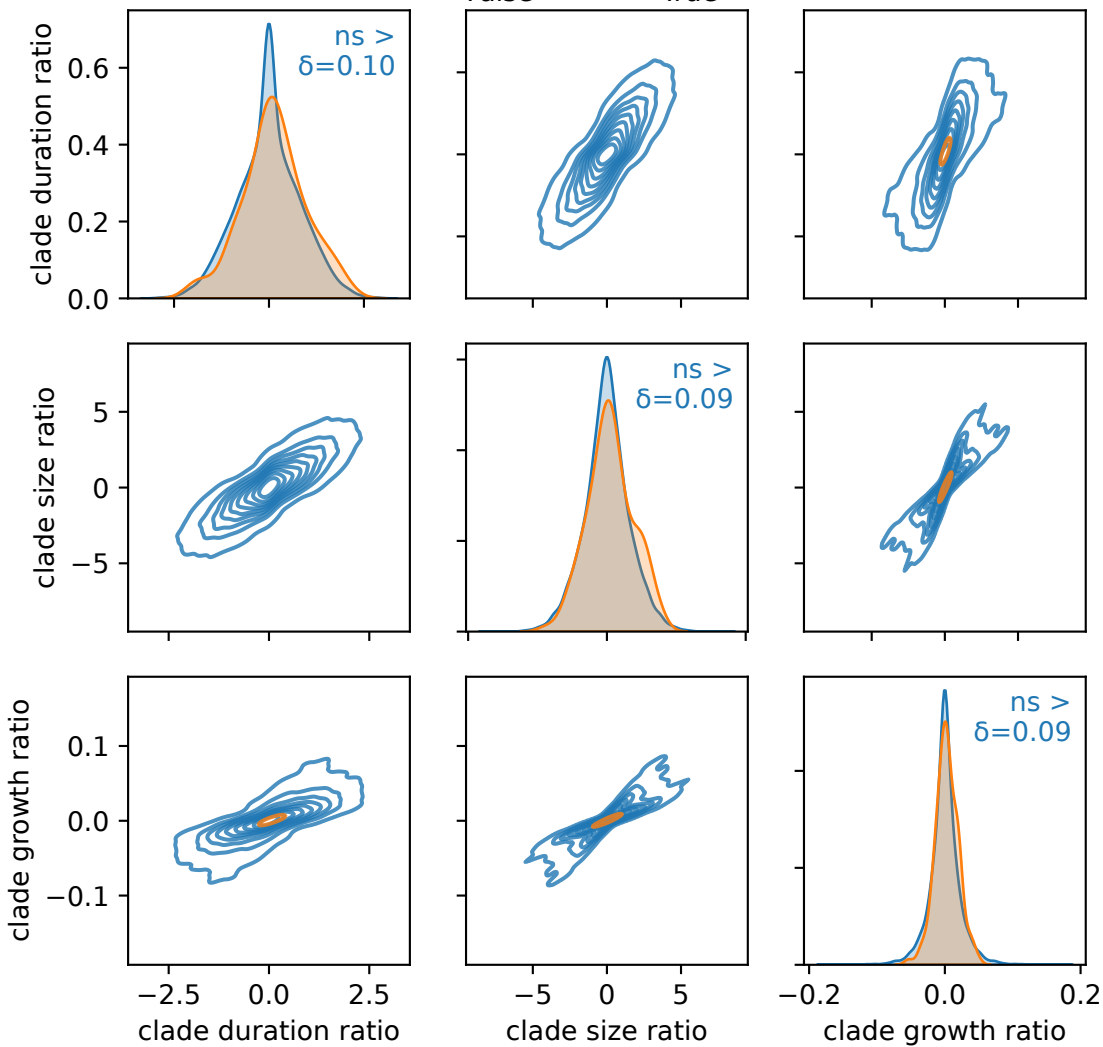 clade duration ratio
0.6
0.4
0.2
0.0
ns >
δ=0.10
−5
0
5
clade size ratio
5
0
−5
ns >
δ=0.09
clade growth ratio
0.1
0.0
−0.1
ns >
δ=0.09
−2.5
0.0
2.5
−5
0
5
−0.2
0.0
0.2
clade duration ratio
clade size ratio
clade growth ratio